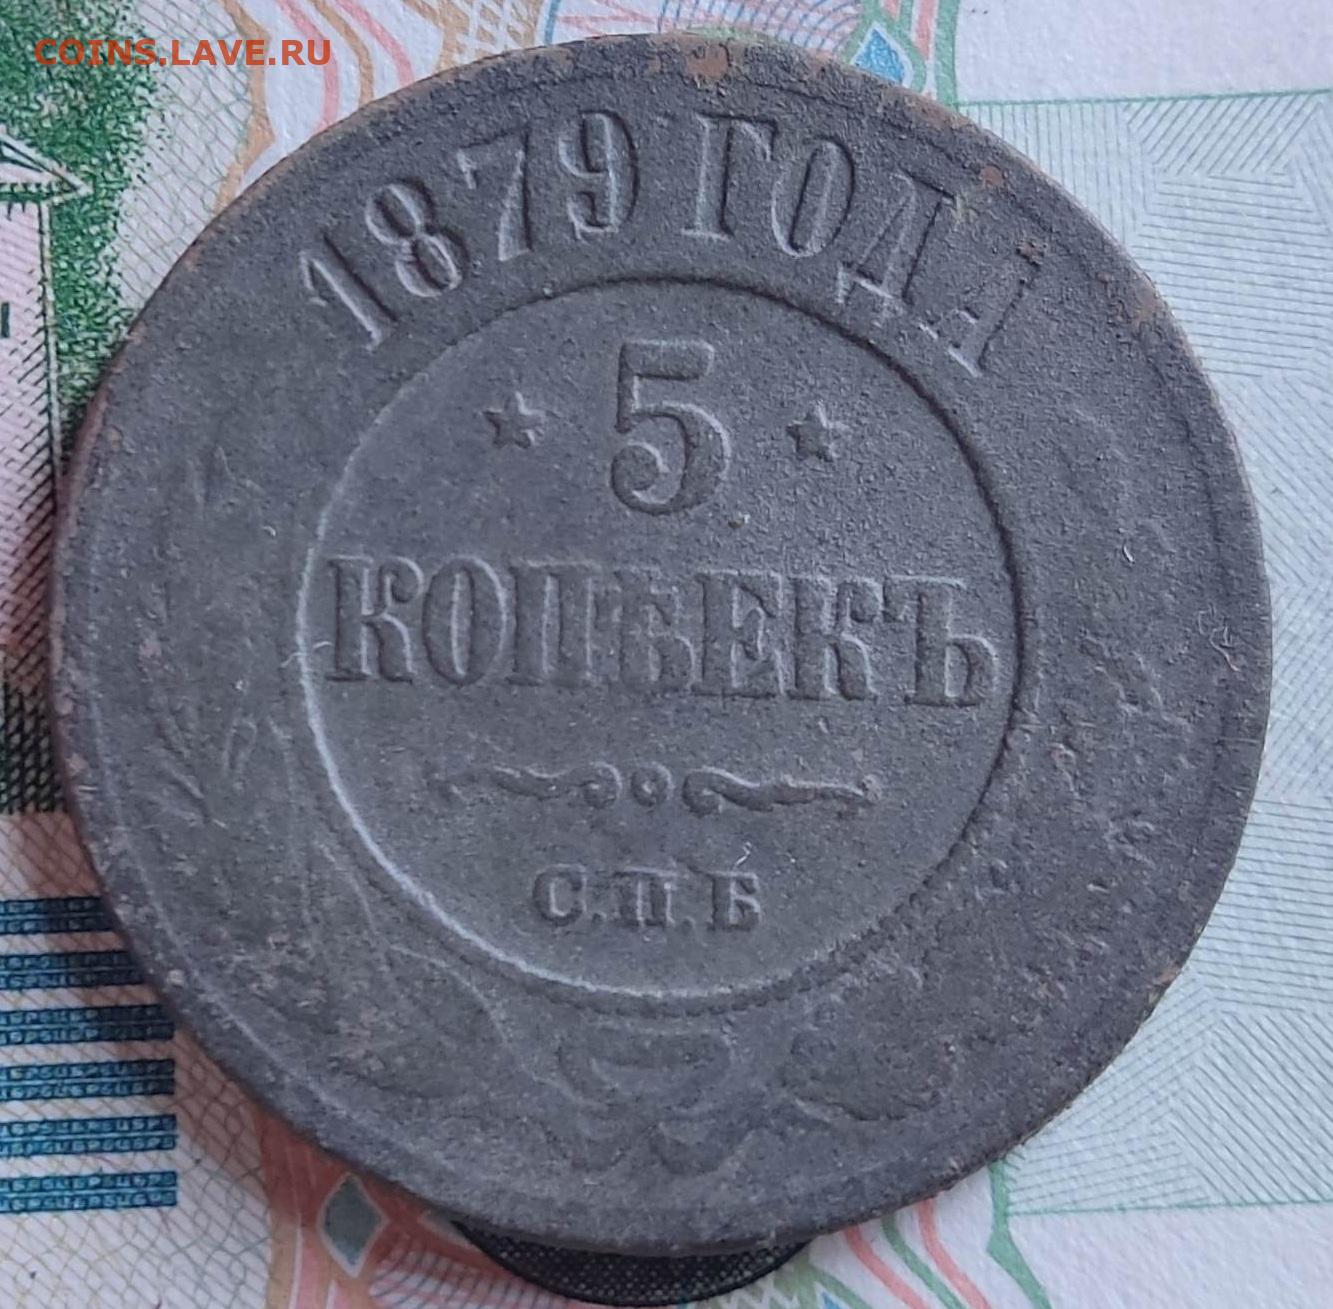 COINS.LAVE.RU
1879 ГОДА
5
КОПѢЕКЪ
С.П.Б